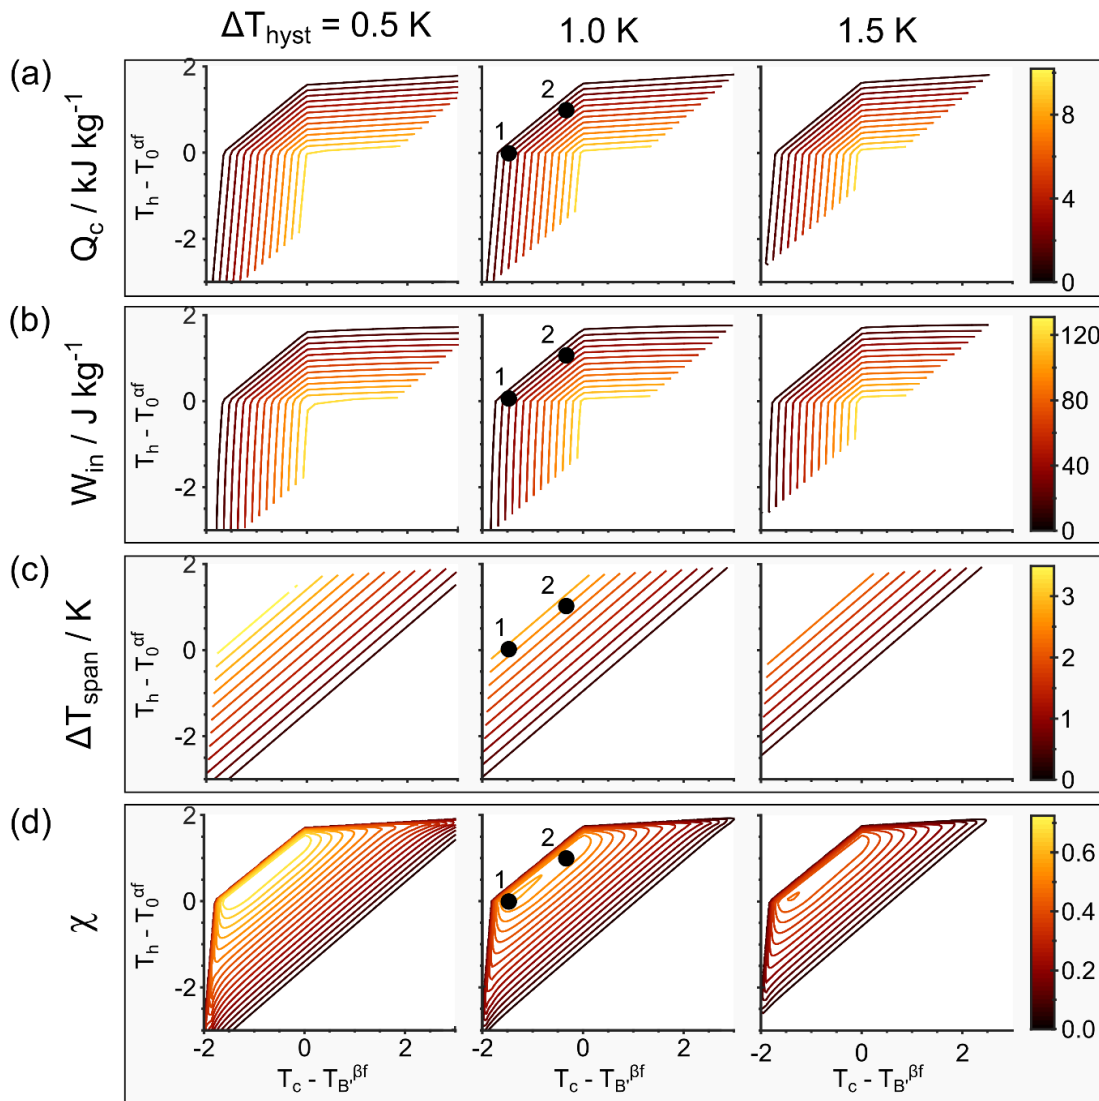 ΔT_hyst = 0.5 K 1.0 K 1.5 K
(a)
Q_c / kJ kg⁻¹
T_h - T_0^αf
2
0
-2
1
2
8
4
0
(b)
W_in / J kg⁻¹
T_h - T_0^αf
2
0
-2
1
2
120
80
40
0
(c)
ΔT_span / K
T_h - T_0^αf
2
0
-2
1
2
3
2
1
0
(d)
χ
T_h - T_0^αf
2
0
-2
1
2
0.6
0.4
0.2
0.0
-2 0 2 -2 0 2 -2 0 2
T_c - T_B'^βf T_c - T_B'^βf T_c - T_B'^βf